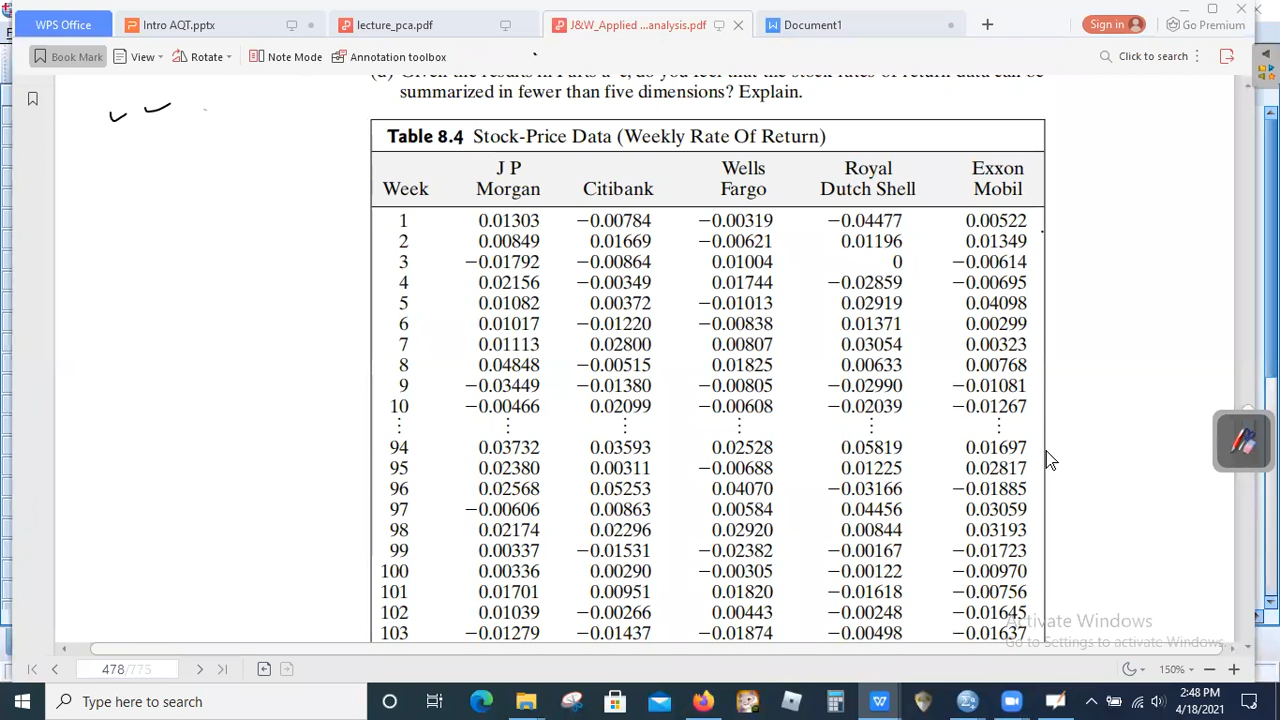 WPS Office
Intro AQT.pptx
lecture_pca.pdf
J&W_Applied ...analysis.pdf
Document1
Sign in
Go Premium
Book Mark
View
Rotate
Note Mode
Annotation toolbox
Click to search
summarized in fewer than five dimensions? Explain.
Table 8.4 Stock-Price Data (Weekly Rate Of Return)
J P Wells Royal Exxon
Week Morgan Citibank Fargo Dutch Shell Mobil
1 0.01303 −0.00784 −0.00319 −0.04477 0.00522
2 0.00849 0.01669 −0.00621 0.01196 0.01349
3 −0.01792 −0.00864 0.01004 0 −0.00614
4 0.02156 −0.00349 0.01744 −0.02859 −0.00695
5 0.01082 0.00372 −0.01013 0.02919 0.04098
6 0.01017 −0.01220 −0.00838 0.01371 0.00299
7 0.01113 0.02800 0.00807 0.03054 0.00323
8 0.04848 −0.00515 0.01825 0.00633 0.00768
9 −0.03449 −0.01380 −0.00805 −0.02990 −0.01081
10 −0.00466 0.02099 −0.00608 −0.02039 −0.01267
⋮ ⋮ ⋮ ⋮ ⋮ ⋮
94 0.03732 0.03593 0.02528 0.05819 0.01697
95 0.02380 0.00311 −0.00688 0.01225 0.02817
96 0.02568 0.05253 0.04070 −0.03166 −0.01885
97 −0.00606 0.00863 0.00584 0.04456 0.03059
98 0.02174 0.02296 0.02920 0.00844 0.03193
99 0.00337 −0.01531 −0.02382 −0.00167 −0.01723
100 0.00336 0.00290 −0.00305 −0.00122 −0.00970
101 0.01701 0.00951 0.01820 −0.01618 −0.00756
102 0.01039 −0.00266 0.00443 −0.00248 −0.01645
103 −0.01279 −0.01437 −0.01874 −0.00498 −0.01637
Activate Windows
Go to Settings to activate Windows.
478/775
150%
Type here to search
2:48 PM
4/18/2021